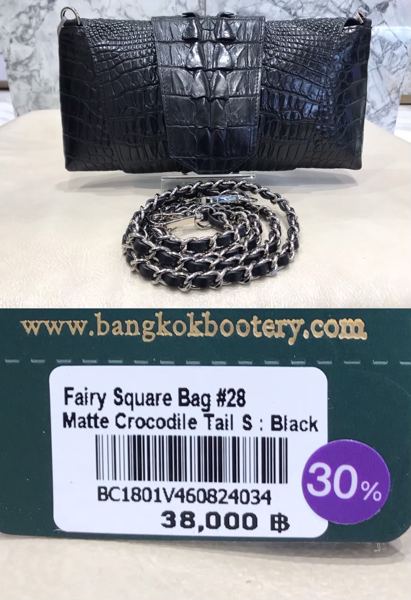 www.bangkokbootery.com
Fairy Square Bag #28
Matte Crocodile Tail S : Black
BC1801V460824034
38,000 ฿
30%